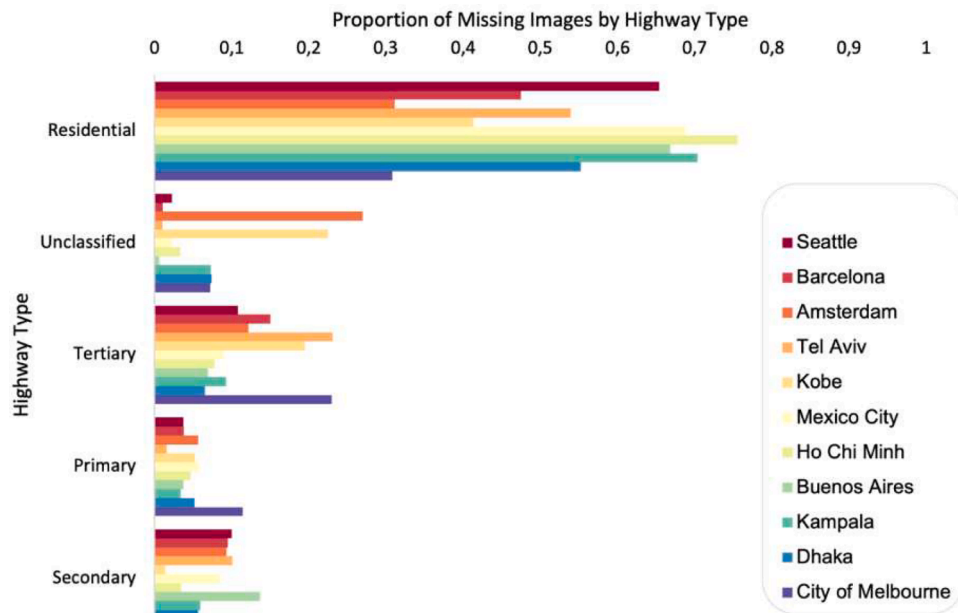 Proportion of Missing Images by Highway Type
0 0,1 0,2 0,3 0,4 0,5 0,6 0,7 0,8 0,9 1
Highway Type
Residential
Unclassified
Tertiary
Primary
Secondary
Seattle
Barcelona
Amsterdam
Tel Aviv
Kobe
Mexico City
Ho Chi Minh
Buenos Aires
Kampala
Dhaka
City of Melbourne